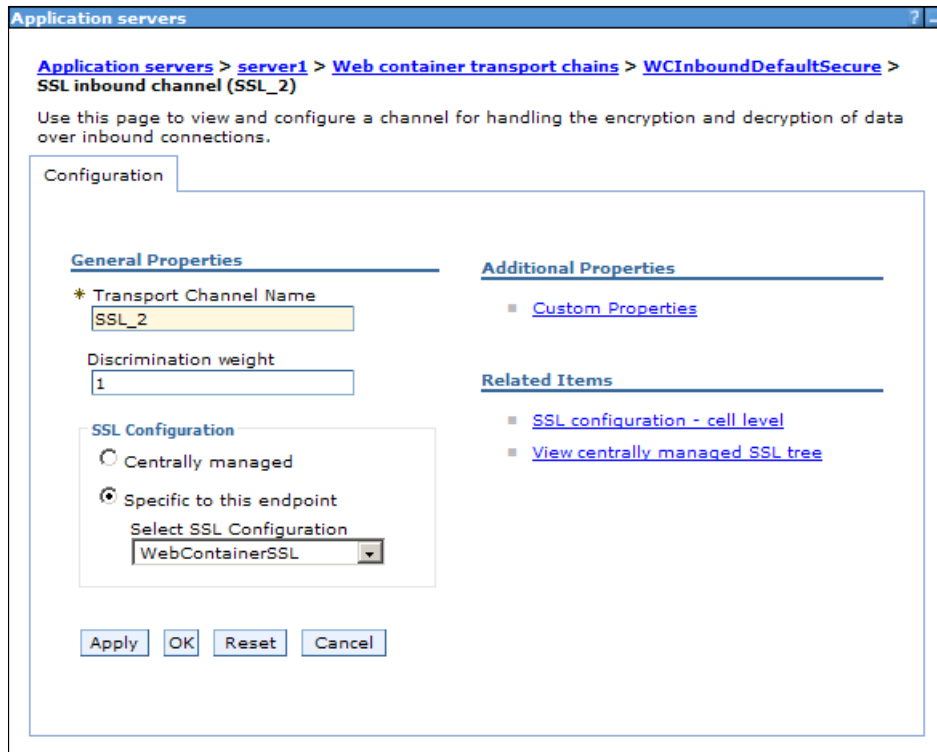 Application servers
? –
Application servers > server1 > Web container transport chains > WCInboundDefaultSecure >
SSL inbound channel (SSL_2)
Use this page to view and configure a channel for handling the encryption and decryption of data
over inbound connections.
Configuration
General Properties
* Transport Channel Name
SSL_2
Discrimination weight
1
SSL Configuration
Centrally managed
Specific to this endpoint
Select SSL Configuration
WebContainerSSL
Apply OK Reset Cancel
Additional Properties
Custom Properties
Related Items
SSL configuration - cell level
View centrally managed SSL tree